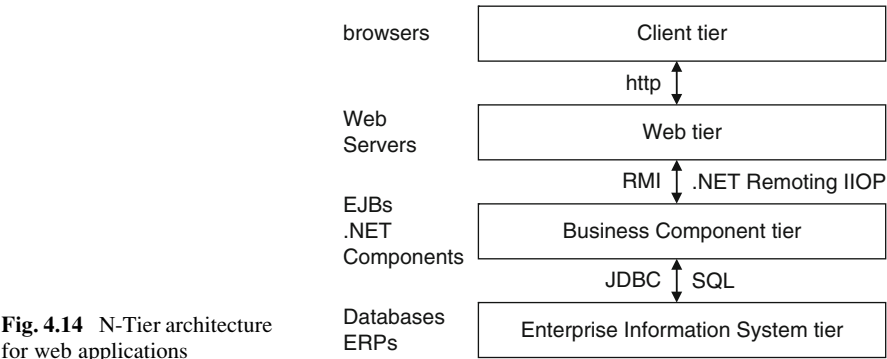 browsers
Client tier
http
Web
Servers
Web tier
RMI
.NET Remoting IIOP
EJBs
.NET
Components
Business Component tier
JDBC
SQL
Databases
ERPs
Enterprise Information System tier
Fig. 4.14 N-Tier architecture
for web applications